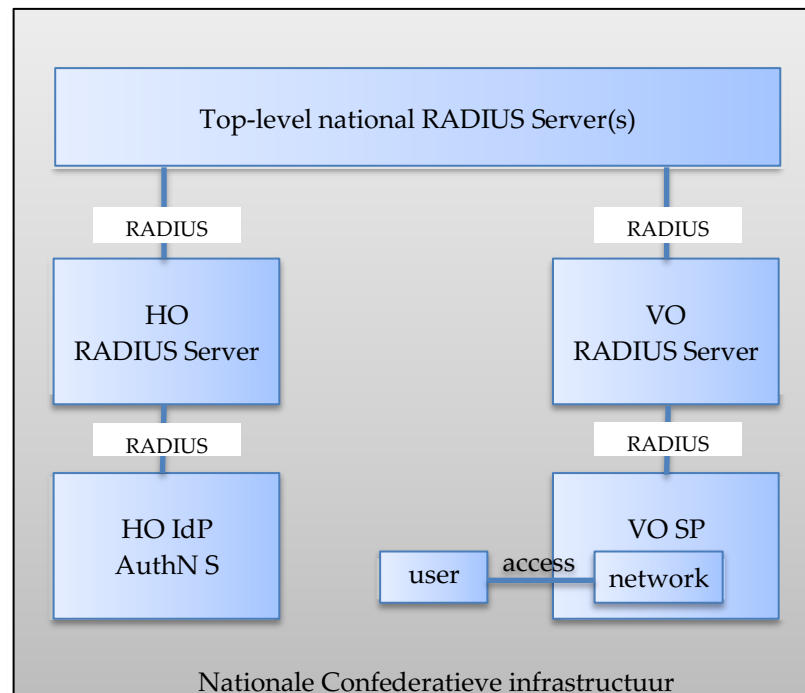 Top-level national RADIUS Server(s)
RADIUS
RADIUS
HO
RADIUS Server
VO
RADIUS Server
RADIUS
RADIUS
HO IdP
AuthN S
VO SP
user
access
network
Nationale Confederatieve infrastructuur